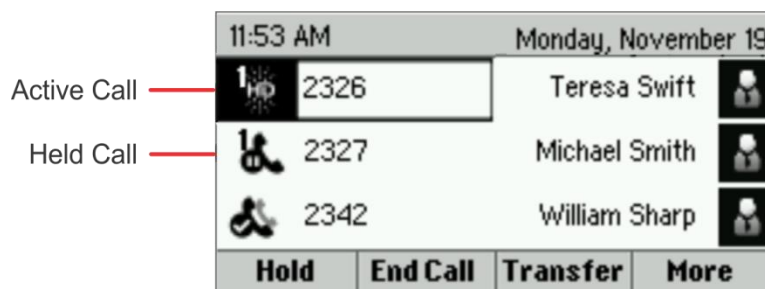 11:53 AM Monday, November 19
Active Call 1 HD 2326 Teresa Swift
Held Call 1 2327 Michael Smith
2342 William Sharp
Hold End Call Transfer More